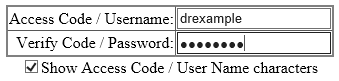 Access Code / Username: drexample
Verify Code / Password: ●●●●●●●●
Show Access Code / User Name characters